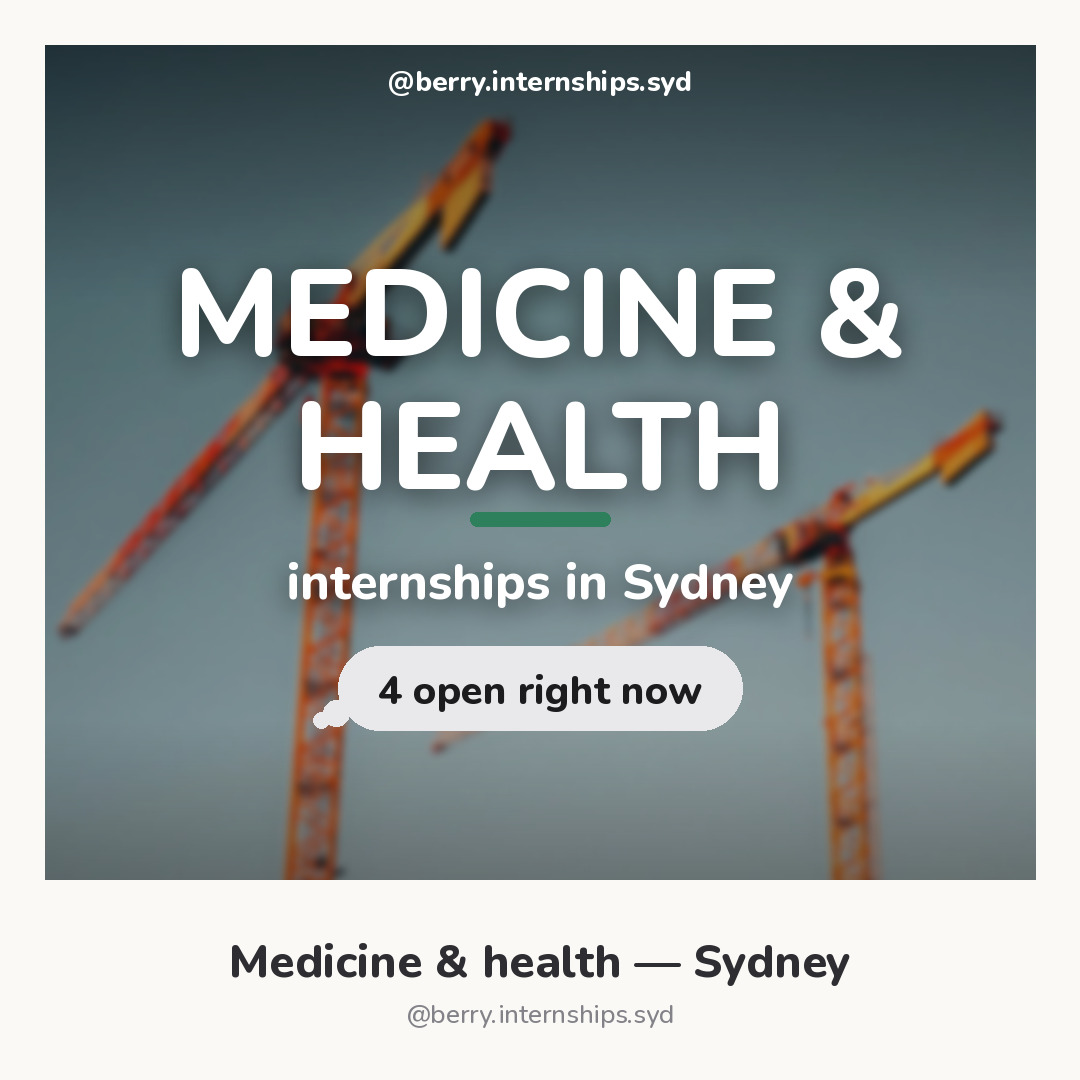 @berry.internships.syd
MEDICINE &
HEALTH
internships in Sydney
4 open right now
Medicine & health — Sydney
@berry.internships.syd